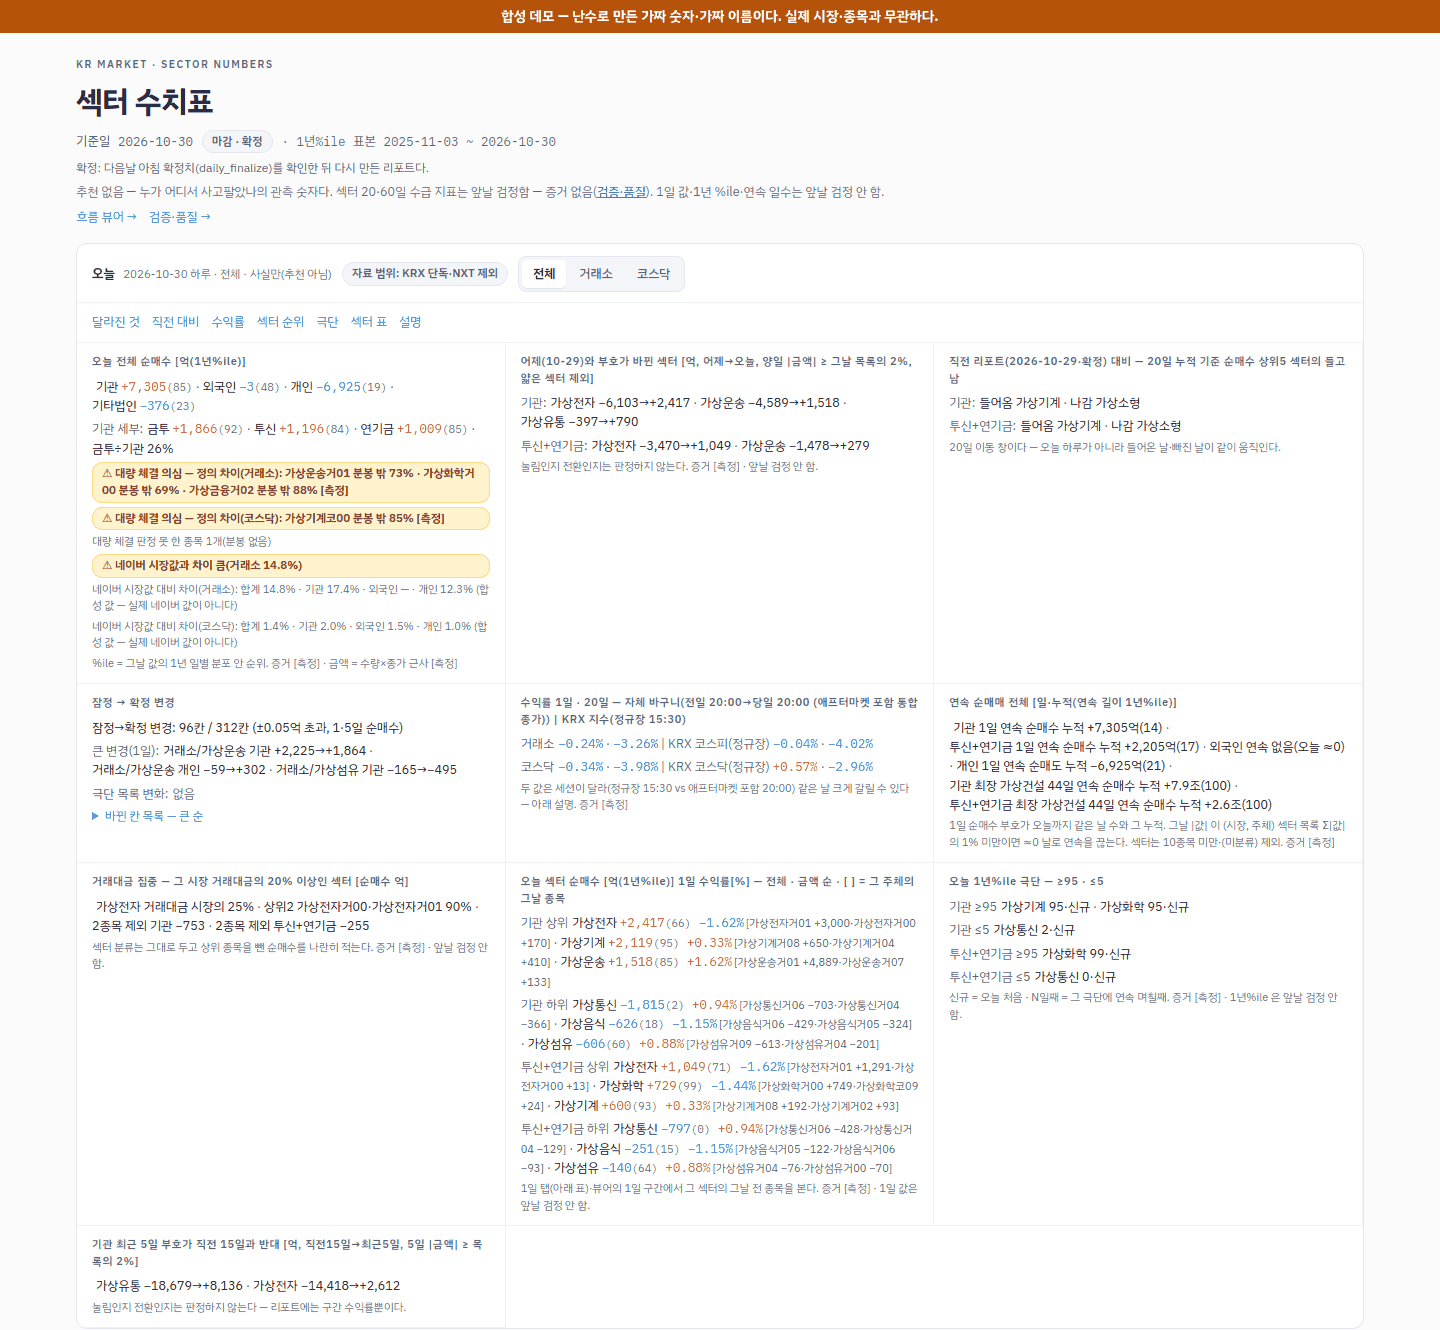 합성 데모 — 난수로 만든 가짜 숫자·가짜 이름이다. 실제 시장·종목과 무관하다.
KR MARKET · SECTOR NUMBERS
섹터 수치표
기준일 2026-10-30 마감·확정 · 1년%ile 표본 2025-11-03 ~ 2026-10-30
확정: 다음날 아침 확정치(daily_finalize)를 확인한 뒤 다시 만든 리포트다.
추천 없음 — 누가 어디서 사고팔았나의 관측 숫자다. 섹터 20·60일 수급 지표는 앞날 검정함 — 증거 없음(검증·품질). 1일 값·1년 %ile·연속 일수는 앞날 검정 안 함.
흐름 뷰어 → 검증·품질 →
오늘 2026-10-30 하루 · 전체 · 사실만(추천 아님) 자료 범위: KRX 단독·NXT 제외 전체 거래소 코스닥
달라진 것 직전 대비 수익률 섹터 순위 극단 섹터 표 설명
오늘 전체 순매수 [억(1년%ile)]
기관 +7,305(85) · 외국인 −3(48) · 개인 −6,925(19) ·
기타법인 −376(23)
기관 세부: 금투 +1,866(92) · 투신 +1,196(84) · 연기금 +1,009(85) ·
금투÷기관 26%
⚠ 대량 체결 의심 — 정의 차이(거래소): 가상운송거01 분봉 밖 73% · 가상화학거
00 분봉 밖 69% · 가상금융거02 분봉 밖 88% [측정]
⚠ 대량 체결 의심 — 정의 차이(코스닥): 가상기계코00 분봉 밖 85% [측정]
대량 체결 판정 못 한 종목 1개(분봉 없음)
⚠ 네이버 시장값과 차이 큼(거래소 14.8%)
네이버 시장값 대비 차이(거래소): 합계 14.8% · 기관 17.4% · 외국인 — · 개인 12.3% (합
성 값 — 실제 네이버 값이 아니다)
네이버 시장값 대비 차이(코스닥): 합계 1.4% · 기관 2.0% · 외국인 1.5% · 개인 1.0% (합
성 값 — 실제 네이버 값이 아니다)
%ile = 그날 값의 1년 일별 분포 안 순위. 증거 [측정] · 금액 = 수량×종가 근사 [측정]
어제(10-29)와 부호가 바뀐 섹터 [억, 어제→오늘, 양일 |금액| ≥ 그날 목록의 2%,
얇은 섹터 제외]
기관: 가상전자 −6,103→+2,417 · 가상운송 −4,589→+1,518 ·
가상유통 −397→+790
투신+연기금: 가상전자 −3,470→+1,049 · 가상운송 −1,478→+279
눌림인지 전환인지는 판정하지 않는다. 증거 [측정] · 앞날 검정 안 함.
직전 리포트(2026-10-29·확정) 대비 — 20일 누적 기준 순매수 상위5 섹터의 들고
남
기관: 들어옴 가상기계 · 나감 가상소형
투신+연기금: 들어옴 가상기계 · 나감 가상소형
20일 이동 창이다 — 오늘 하루가 아니라 들어온 날·빠진 날이 같이 움직인다.
잠정 → 확정 변경
잠정→확정 변경: 96칸 / 312칸 (±0.05억 초과, 1·5일 순매수)
큰 변경(1일): 거래소/가상운송 기관 +2,225→+1,864 ·
거래소/가상운송 개인 −59→+302 · 거래소/가상섬유 기관 −165→−495
극단 목록 변화: 없음
▶ 바뀐 칸 목록 — 큰 순
수익률 1일 · 20일 — 자체 바구니(전일 20:00→당일 20:00 (애프터마켓 포함 통합
종가)) | KRX 지수(정규장 15:30)
거래소 −0.24% · −3.26% | KRX 코스피(정규장) −0.04% · −4.02%
코스닥 −0.34% · −3.98% | KRX 코스닥(정규장) +0.57% · −2.96%
두 값은 세션이 달라(정규장 15:30 vs 애프터마켓 포함 20:00) 같은 날 크게 갈릴 수 있다
— 아래 설명. 증거 [측정]
연속 순매매 전체 [일·누적(연속 길이 1년%ile)]
기관 1일 연속 순매수 누적 +7,305억(14) ·
투신+연기금 1일 연속 순매수 누적 +2,205억(17) · 외국인 연속 없음(오늘 ≈0)
· 개인 1일 연속 순매도 누적 −6,925억(21) ·
기관 최장 가상건설 44일 연속 순매수 누적 +7.9조(100) ·
투신+연기금 최장 가상건설 44일 연속 순매수 누적 +2.6조(100)
1일 순매수 부호가 오늘까지 같은 날 수와 그 누적. 그날 |값| 이 (시장, 주체) 섹터 목록 Σ|값|
의 1% 미만이면 ≈0 날로 연속을 끊는다. 섹터는 10종목 미만·(미분류) 제외. 증거 [측정]
거래대금 집중 — 그 시장 거래대금의 20% 이상인 섹터 [순매수 억]
가상전자 거래대금 시장의 25% · 상위2 가상전자거00·가상전자거01 90% ·
2종목 제외 기관 −753 · 2종목 제외 투신+연기금 −255
섹터 분류는 그대로 두고 상위 종목을 뺀 순매수를 나란히 적는다. 증거 [측정] · 앞날 검정 안
함.
오늘 섹터 순매수 [억(1년%ile)] 1일 수익률[%] — 전체 · 금액 순 · [ ] = 그 주체의
그날 종목
기관 상위 가상전자 +2,417(66) −1.62%[가상전자거01 +3,000·가상전자거00
+170] · 가상기계 +2,119(95) +0.33%[가상기계거08 +650·가상기계거04
+410] · 가상운송 +1,518(85) +1.62%[가상운송거01 +4,889·가상운송거07
+133]
기관 하위 가상통신 −1,815(2) +0.94%[가상통신거06 −703·가상통신거04
−366] · 가상음식 −626(18) −1.15%[가상음식거06 −429·가상음식거05 −324]
· 가상섬유 −606(60) +0.88%[가상섬유거09 −613·가상섬유거04 −201]
투신+연기금 상위 가상전자 +1,049(71) −1.62%[가상전자거01 +1,291·가상
전자거00 +13] · 가상화학 +729(99) −1.44%[가상화학거00 +749·가상화학코09
+24] · 가상기계 +600(93) +0.33%[가상기계거08 +192·가상기계거02 +93]
투신+연기금 하위 가상통신 −797(0) +0.94%[가상통신거06 −428·가상통신거
04 −129] · 가상음식 −251(15) −1.15%[가상음식거05 −122·가상음식거06
−93] · 가상섬유 −140(64) +0.88%[가상섬유거04 −76·가상섬유거00 −70]
1일 탭(아래 표)·뷰어의 1일 구간에서 그 섹터의 그날 전 종목을 본다. 증거 [측정] · 1일 값은
앞날 검정 안 함.
오늘 1년%ile 극단 — ≥95 · ≤5
기관 ≥95 가상기계 95·신규 · 가상화학 95·신규
기관 ≤5 가상통신 2·신규
투신+연기금 ≥95 가상화학 99·신규
투신+연기금 ≤5 가상통신 0·신규
신규 = 오늘 처음 · N일째 = 그 극단에 연속 며칠째. 증거 [측정] · 1년%ile 은 앞날 검정 안
함.
기관 최근 5일 부호가 직전 15일과 반대 [억, 직전15일→최근5일, 5일 |금액| ≥ 목
록의 2%]
가상유통 −18,679→+8,136 · 가상전자 −14,418→+2,612
눌림인지 전환인지는 판정하지 않는다 — 리포트에는 구간 수익률뿐이다.